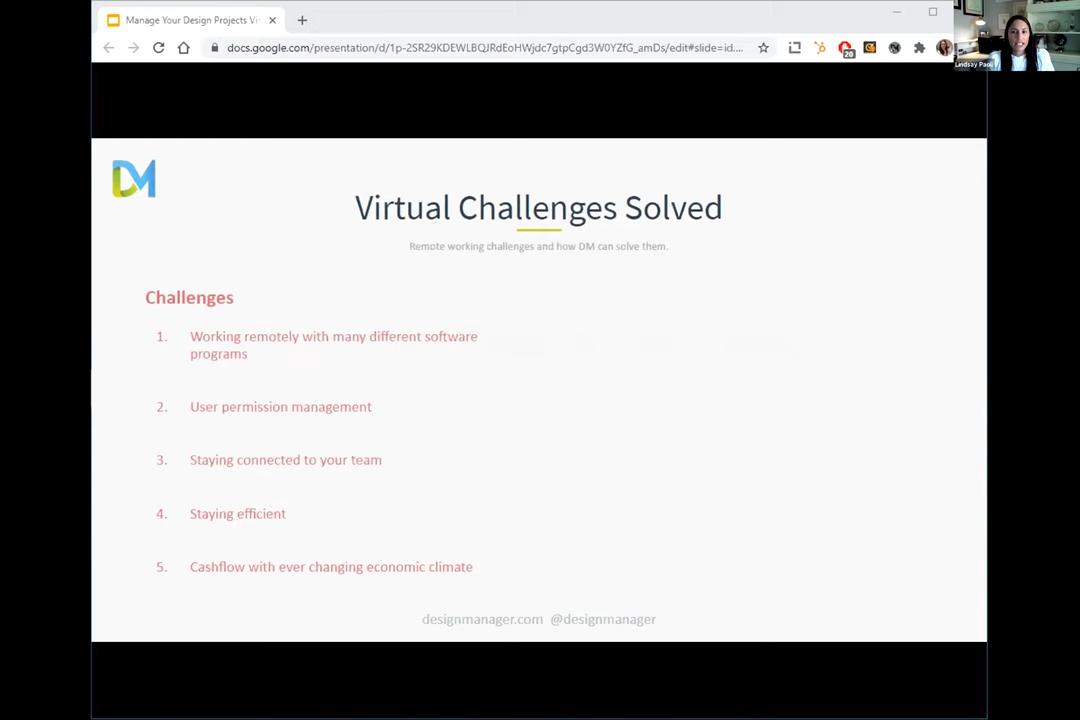 Manage Your Design Projects Vi
docs.google.com/presentation/d/1p-2SR29KDEWLBQJRdEoHWjdc7gtpCgd3W0YZfG_amDs/edit#slide=id....
20
Lindsay Paoli
DM
Virtual Challenges Solved
Remote working challenges and how DM can solve them.
Challenges
1. Working remotely with many different software
programs
2. User permission management
3. Staying connected to your team
4. Staying efficient
5. Cashflow with ever changing economic climate
designmanager.com @designmanager